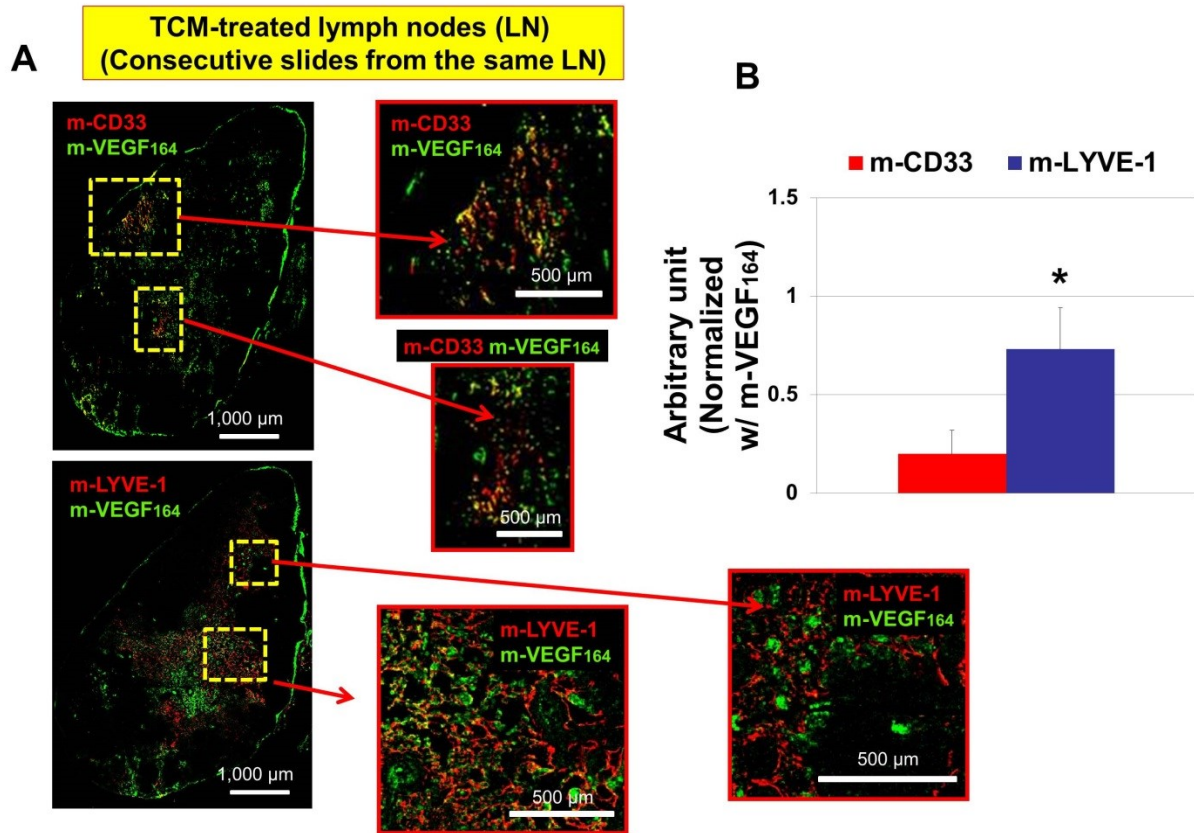 A
TCM-treated lymph nodes (LN)
(Consecutive slides from the same LN)
m-CD33
m-VEGF164
1,000 µm
m-CD33
m-VEGF164
500 µm
m-CD33 m-VEGF164
500 µm
m-LYVE-1
m-VEGF164
1,000 µm
m-LYVE-1
m-VEGF164
500 µm
m-LYVE-1
m-VEGF164
500 µm
B
m-CD33 m-LYVE-1
Arbitrary unit
(Normalized
w/ m-VEGF164)
1.5
1
0.5
0
*